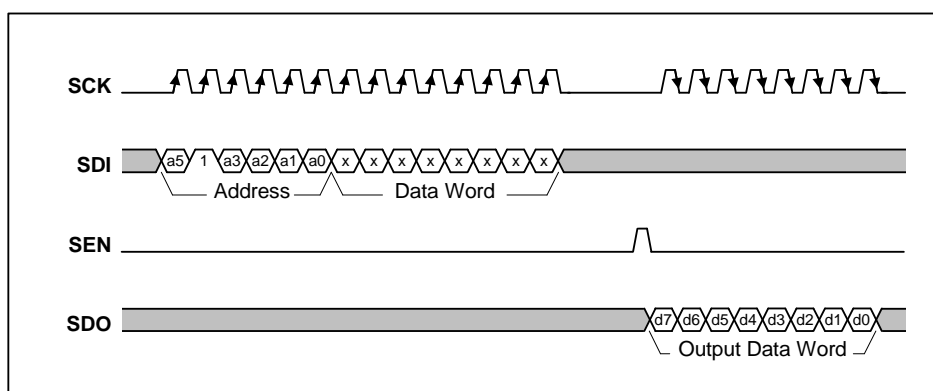 SCK
SDI a5 1 a3 a2 a1 a0 x x x x x x x x
Address Data Word
SEN
SDO d7 d6 d5 d4 d3 d2 d1 d0
Output Data Word